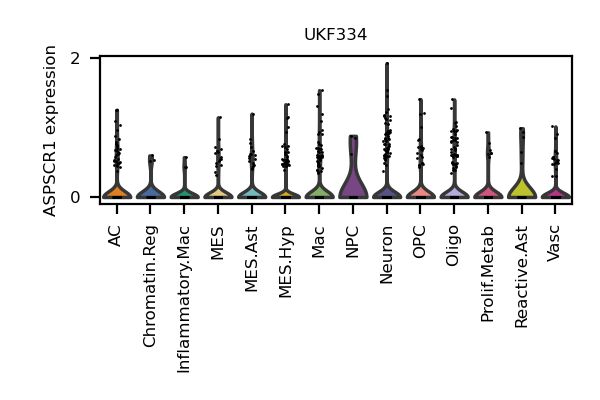 UKF334
ASPSCR1 expression
2
0
AC
Chromatin.Reg
Inflammatory.Mac
MES
MES.Ast
MES.Hyp
Mac
NPC
Neuron
OPC
Oligo
Prolif.Metab
Reactive.Ast
Vasc